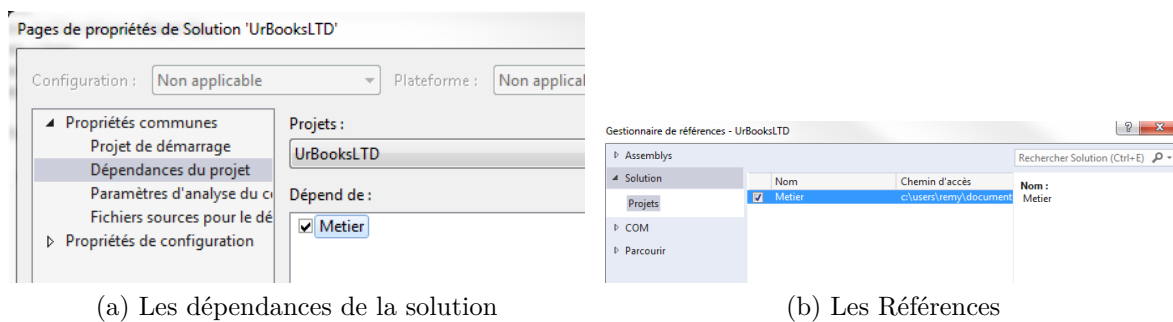 Pages de propriétés de Solution 'UrBooksLTD'
Configuration : Non applicable Plateforme : Non applical
Propriétés communes
Projet de démarrage
Dépendances du projet
Paramètres d'analyse du c
Fichiers sources pour le dé
Propriétés de configuration
Projets :
UrBooksLTD
Dépend de :
Metier
(a) Les dépendances de la solution
Gestionnaire de références - UrBooksLTD
Assemblys
Solution
Projets
COM
Parcourir
Nom Chemin d'accès
Metier c:\users\remy\document
Rechercher Solution (Ctrl+E)
Nom :
Metier
(b) Les Références